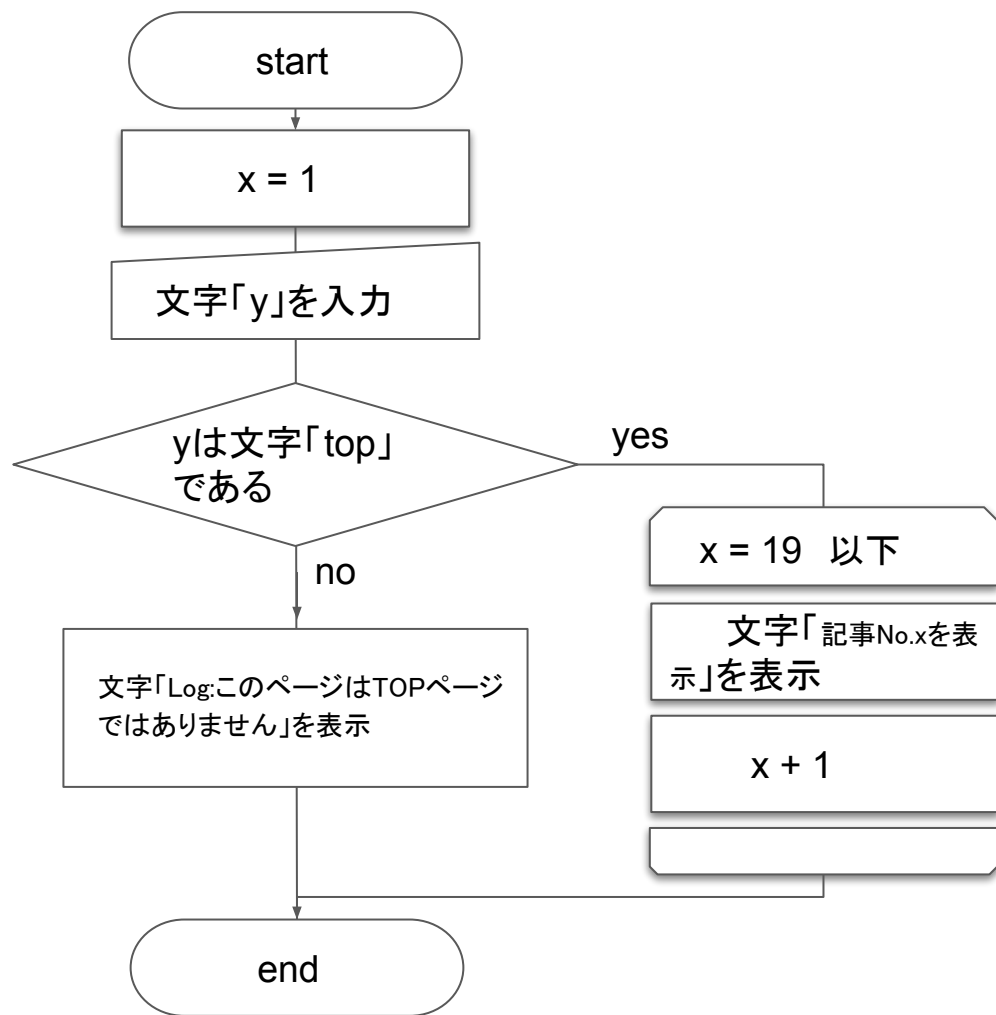 start
x = 1
文字「y」を入力
yは文字「top」
である
yes
no
x = 19　以下
文字「記事No.xを表
示」を表示
x + 1
文字「Log:このページはTOPページ
ではありません」を表示
end